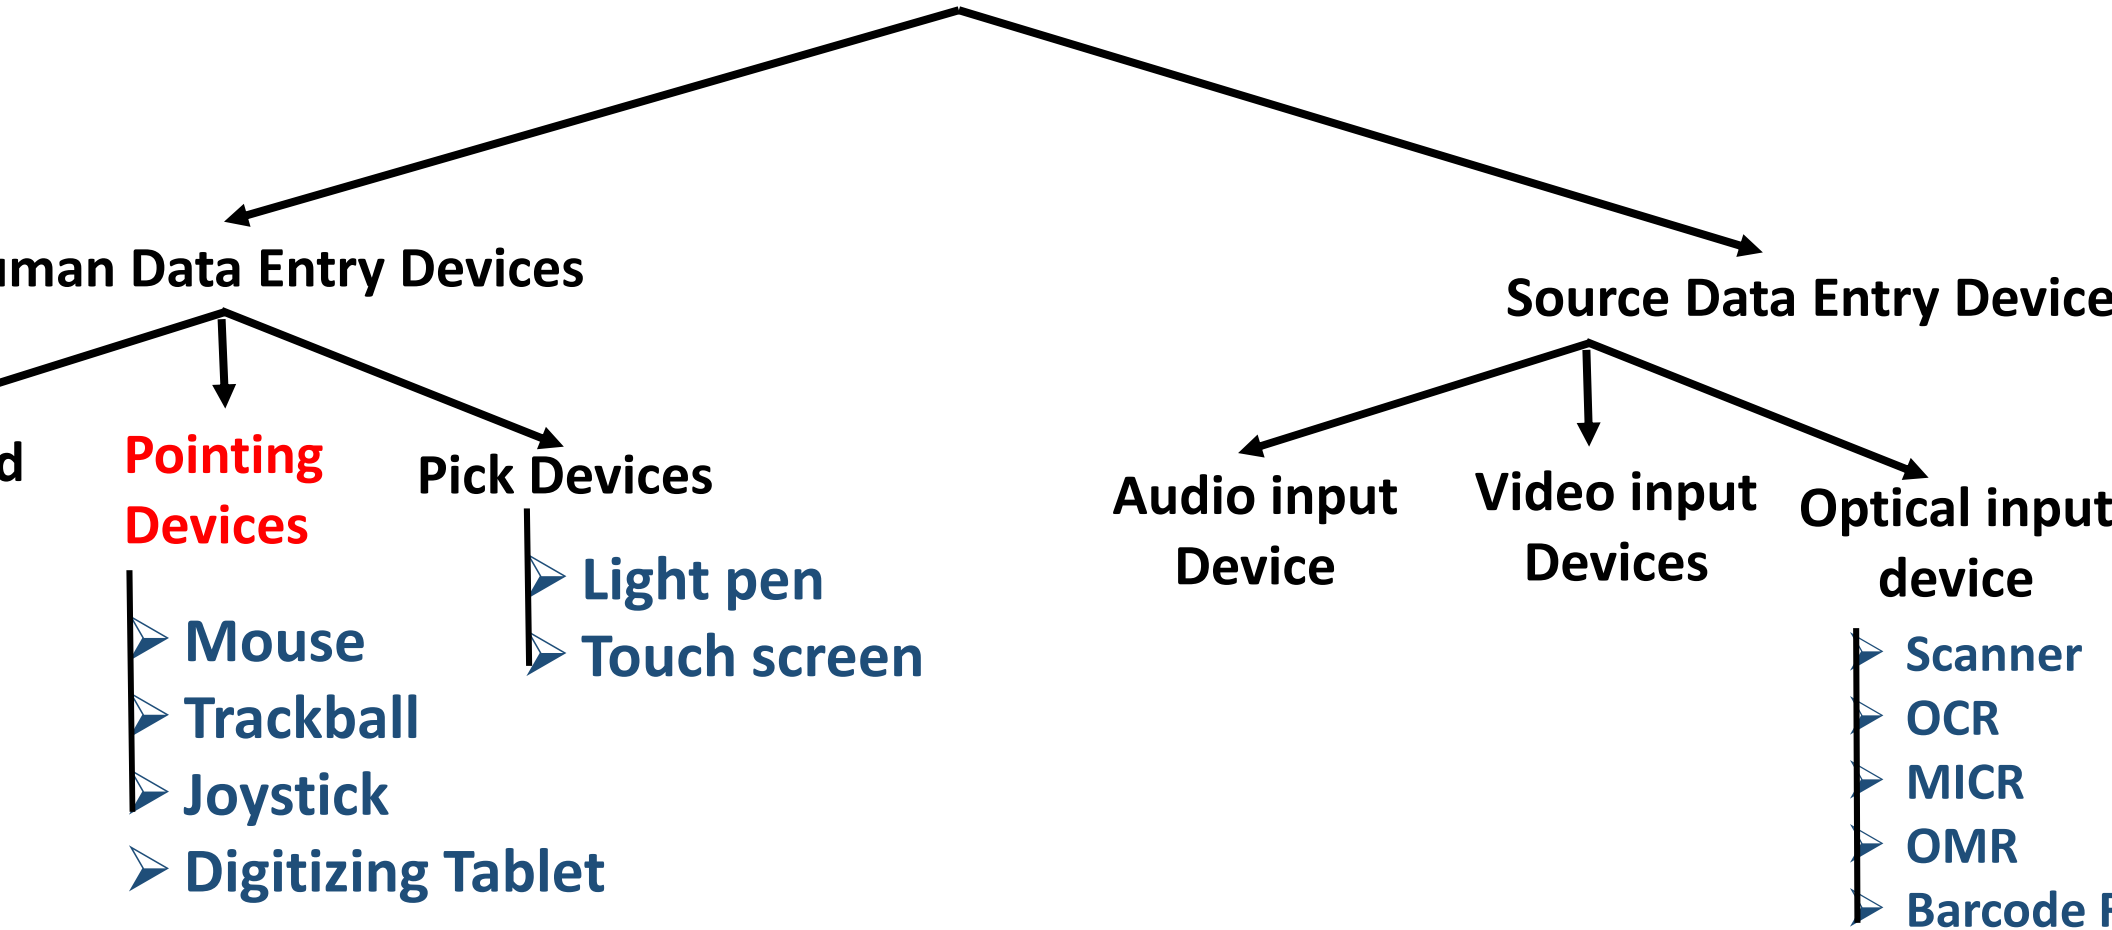 uman Data Entry Devices
Source Data Entry Device
d
Pointing
Devices
Pick Devices
Audio input
Device
Video input
Devices
Optical input
device
Light pen
Touch screen
Mouse
Trackball
Joystick
Digitizing Tablet
Scanner
OCR
MICR
OMR
Barcode